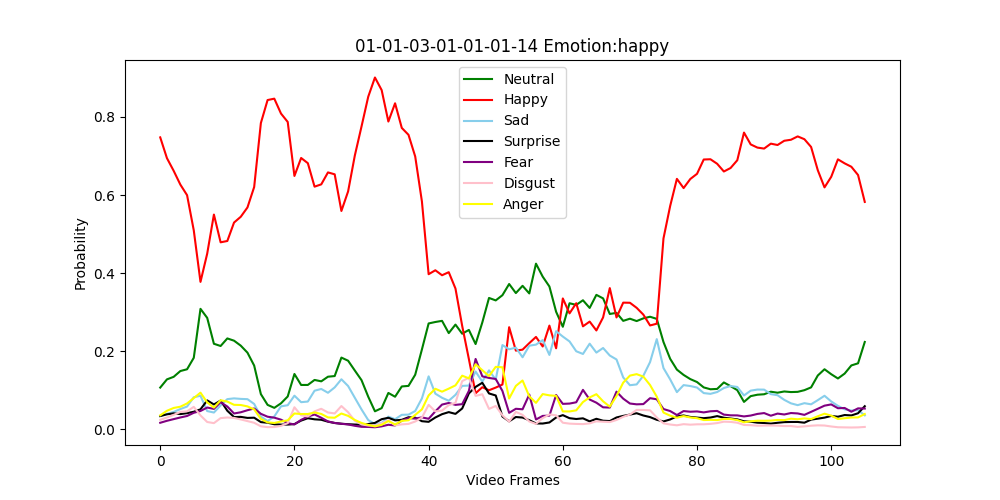 01-01-03-01-01-01-14 Emotion:happy
Neutral
Happy
Sad
Surprise
Fear
Disgust
Anger
Probability
0.8
0.6
0.4
0.2
0.0
0 20 40 60 80 100
Video Frames